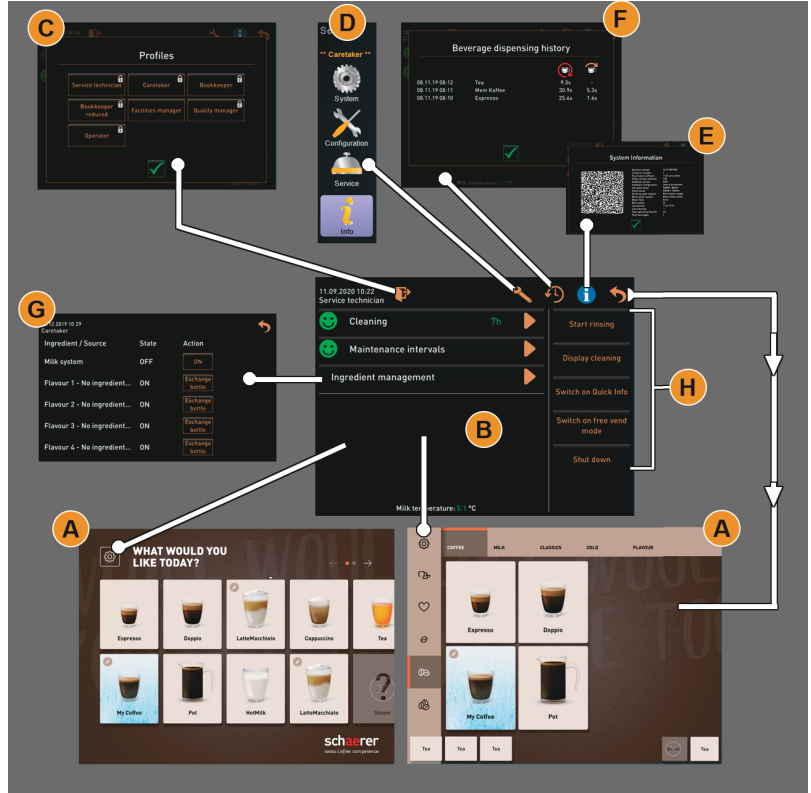 C
Profiles
Service technician
Caretaker
Bookkeeper
Bookkeeper
reduced
Facilities manager
Quality manager
Operator
D
** Caretaker **
System
Configuration
Service
Info
F
Beverage dispensing history
08.11.19 08:12 Tea 9.3s -
08.11.19 08:11 Mein Kaffee 30.9s 5.3s
08.11.19 08:10 Espresso 25.4s 1.6s
E
System Information
G
Caretaker
Ingredient / Source State Action
Milk system OFF ON
Flavour 1 - No ingredient... ON Exchange
bottle
Flavour 2 - No ingredient... ON Exchange
bottle
Flavour 3 - No ingredient... ON Exchange
bottle
Flavour 4 - No ingredient... ON Exchange
bottle
11.09.2020 10:22
Service technician
i
Cleaning 7h
Maintenance intervals
Ingredient management
B
Milk temperature: 5.1 °C
Start rinsing
Display cleaning
Switch on Quick Info
Switch on free vend
mode
Shut down
H
A
WHAT WOULD YOU
LIKE TODAY?
Espresso
Doppio
LatteMacchiato
Cappuccino
Tea
My Coffee
Pot
HotMilk
LatteMacchiato
?
Steam
schaerer
swiss coffee competence
A
COFFEE MILK CLASSICS COLD FLAVOUR
Espresso
Doppio
My Coffee
Pot
Tea
Tea
Tea
Tea